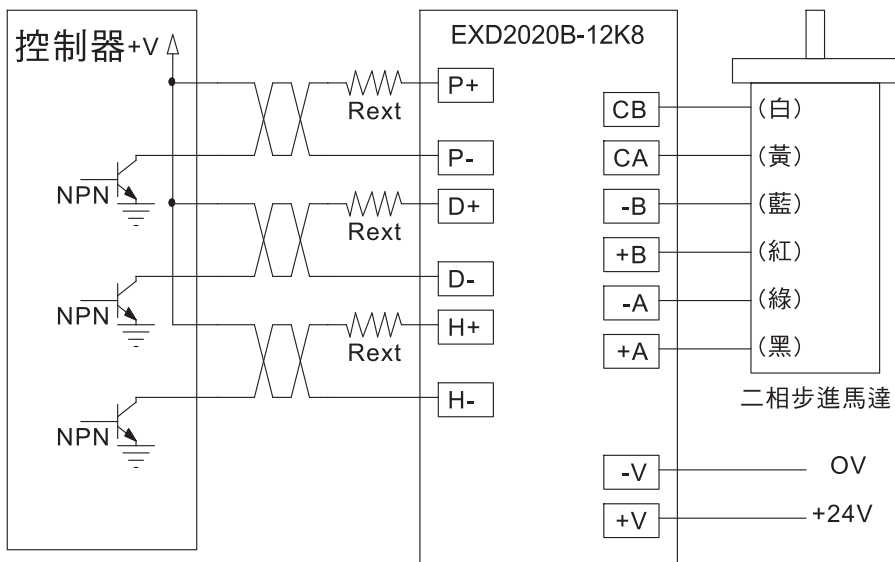 控制器+V
NPN
NPN
NPN
Rext
Rext
Rext
EXD2020B-12K8
P+
P-
D+
D-
H+
H-
CB
CA
-B
+B
-A
+A
-V
+V
(白)
(黃)
(藍)
(紅)
(綠)
(黑)
二相步進馬達
0V
+24V